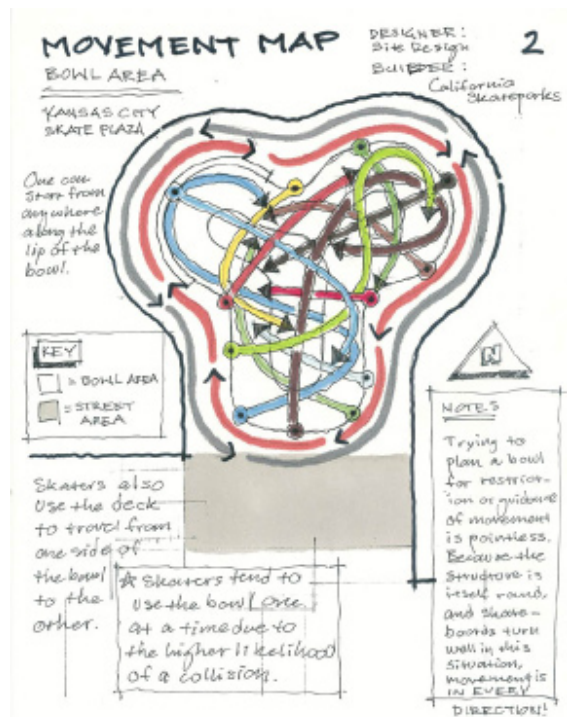 MOVEMENT MAP
BOWL AREA
KANSAS CITY
SKATE PLAZA
DESIGNER:
Site Design
BUILDER:
California
Skateparks
2
One can
start from
anywhere
along the
lip of the
bowl.
KEY
= BOWL AREA
= STREET
AREA
N
NOTES
Trying to
plan a bowl
for restrict-
ion or guidance
of movement
is pointless.
Because the
structure is
itself round,
and skate-
boards turn
well in this
situation,
movement is
IN EVERY
DIRECTION!
Skaters also
use the deck
to travel from
one side of
the bowl
to the
other.
☆ Skaters tend to
use the bowl one
at a time due to
the higher likelihood
of a collision.